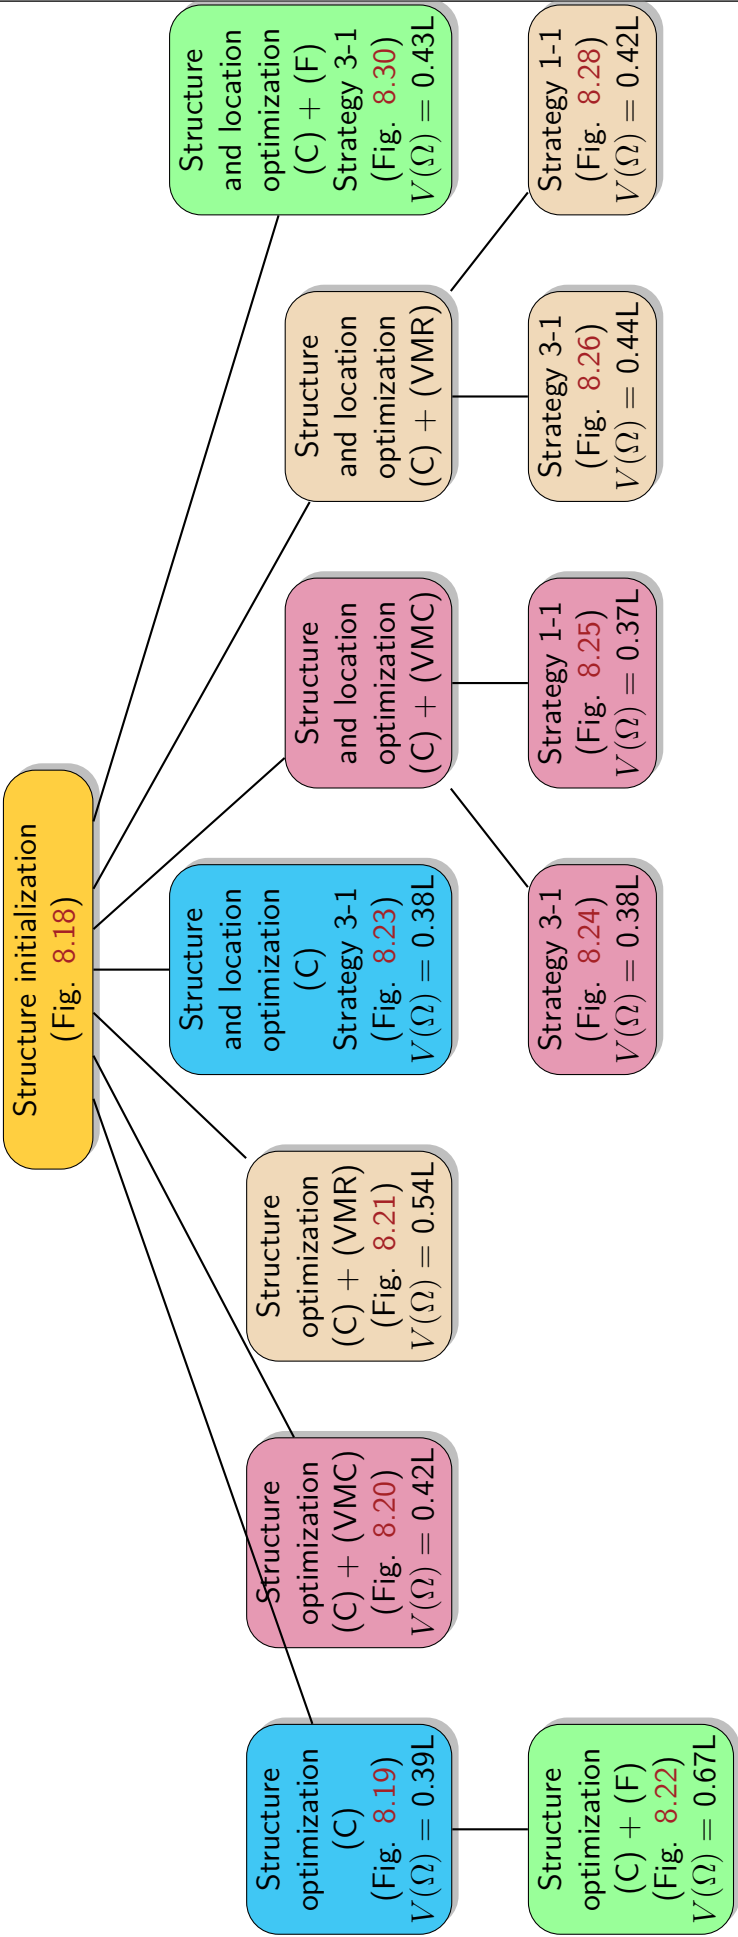 Structure initialization
(Fig. 8.18)
Structure
optimization
(C)
(Fig. 8.19)
V(Ω) = 0.39L
Structure
optimization
(C) + (VMC)
(Fig. 8.20)
V(Ω) = 0.42L
Structure
optimization
(C) + (VMR)
(Fig. 8.21)
V(Ω) = 0.54L
Structure
and location
optimization
(C)
Strategy 3-1
(Fig. 8.23)
V(Ω) = 0.38L
Structure
and location
optimization
(C) + (VMC)
Structure
and location
optimization
(C) + (VMR)
Structure
and location
optimization
(C) + (F)
Strategy 3-1
(Fig. 8.30)
V(Ω) = 0.43L
Structure
optimization
(C) + (F)
(Fig. 8.22)
V(Ω) = 0.67L
Strategy 3-1
(Fig. 8.24)
V(Ω) = 0.38L
Strategy 1-1
(Fig. 8.25)
V(Ω) = 0.37L
Strategy 3-1
(Fig. 8.26)
V(Ω) = 0.44L
Strategy 1-1
(Fig. 8.28)
V(Ω) = 0.42L